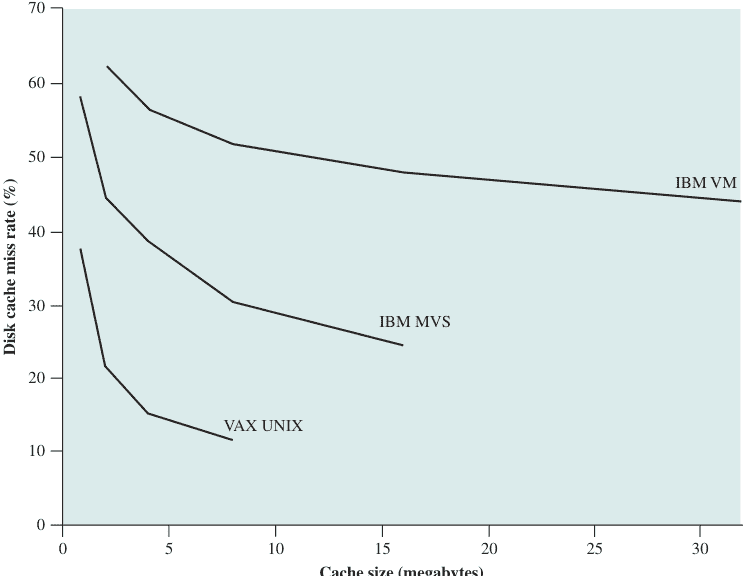 70
60
50
40
30
20
10
0
Disk cache miss rate (%)
IBM VM
IBM MVS
VAX UNIX
0 5 10 15 20 25 30
Cache size (megabytes)